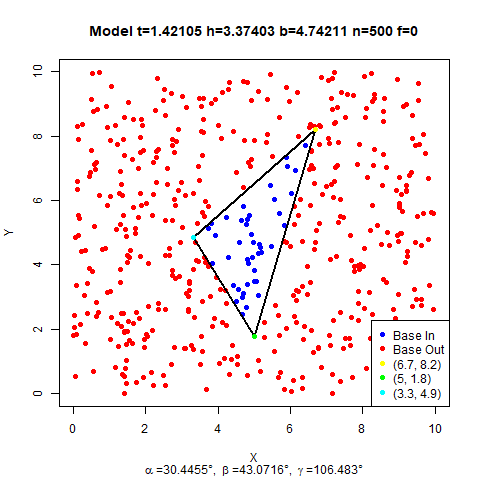 Model t=1.42105 h=3.37403 b=4.74211 n=500 f=0
Y
10
8
6
4
2
0
Base In
Base Out
(6.7, 8.2)
(5, 1.8)
(3.3, 4.9)
0 2 4 6 8 10
X
α=30.4455°, β=43.0716°, γ=106.483°